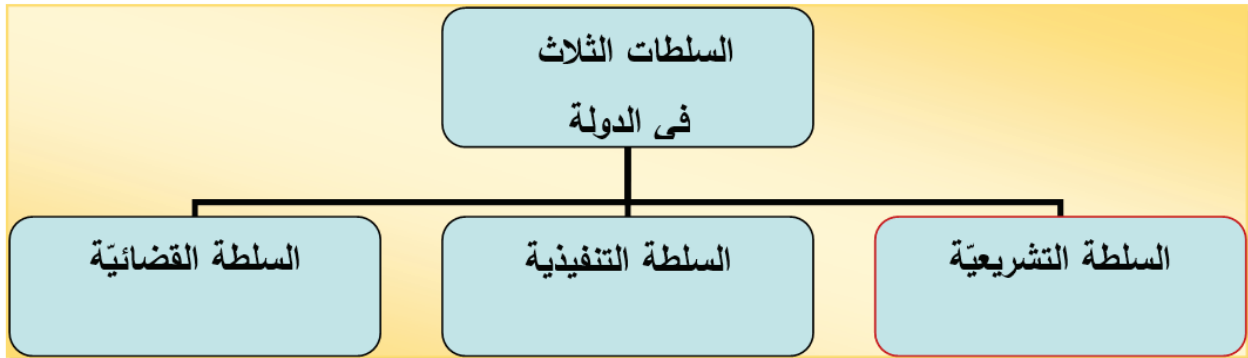 السلطات الثلاث
فى الدولة
السلطة التشريعيّة
السلطة التنفيذية
السلطة القضائيّة